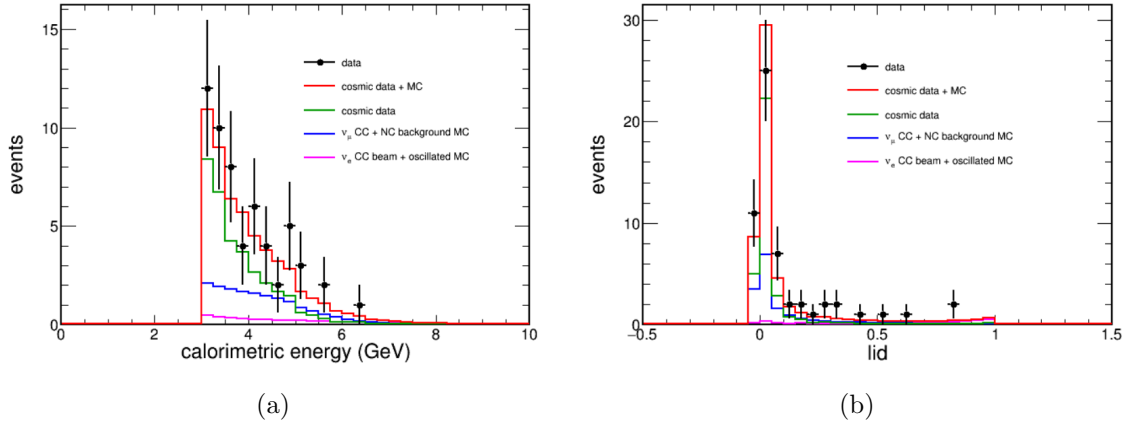 15
10
5
0
events
data
cosmic data + MC
cosmic data
νμ CC + NC background MC
νe CC beam + oscillated MC
0 2 4 6 8 10
calorimetric energy (GeV)
(a)
30
20
10
0
events
data
cosmic data + MC
cosmic data
νμ CC + NC background MC
νe CC beam + oscillated MC
−0.5 0 0.5 1 1.5
lid
(b)